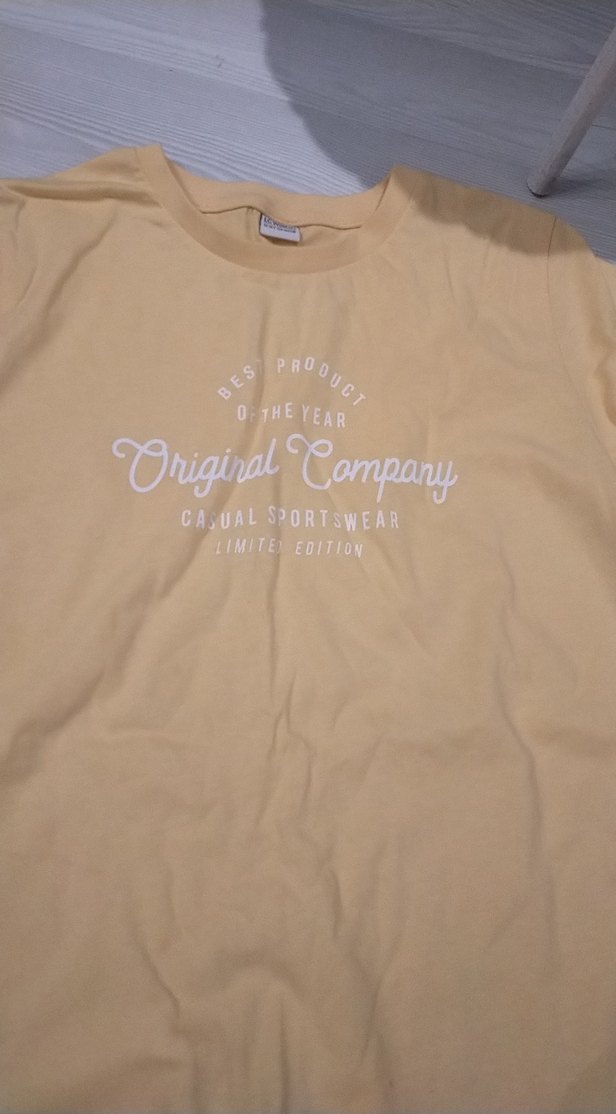 BEST PRODUCT
OF THE YEAR
Original Company
CASUAL SPORTSWEAR
LIMITED EDITION